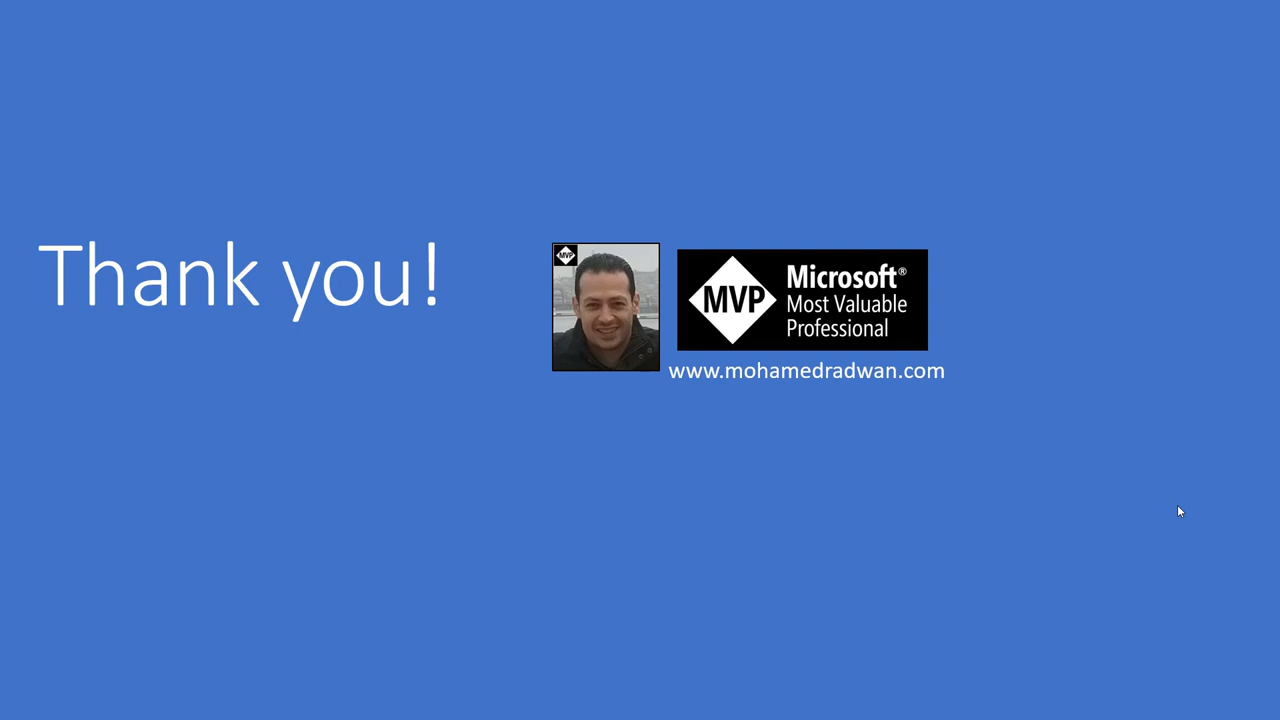 Thank you!
MVP
MVP
Microsoft®
Most Valuable
Professional
www.mohamedradwan.com